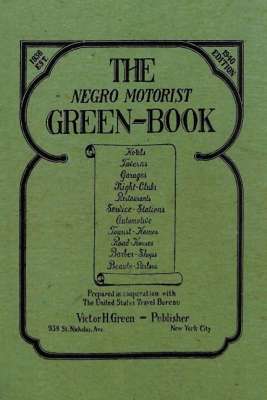 1936
EST
1940
EDITION
THE
NEGRO MOTORIST
GREEN-BOOK
Hotels
Taverns
Garages
Night-Clubs
Restaurants
Service-Stations
Automotive
Tourist-Homes
Road-Houses
Barber-Shops
Beauty-Parlors
Prepared in cooperation with
The United States Travel Bureau
Victor H. Green - Publisher
938 St. Nicholas Ave. New York City